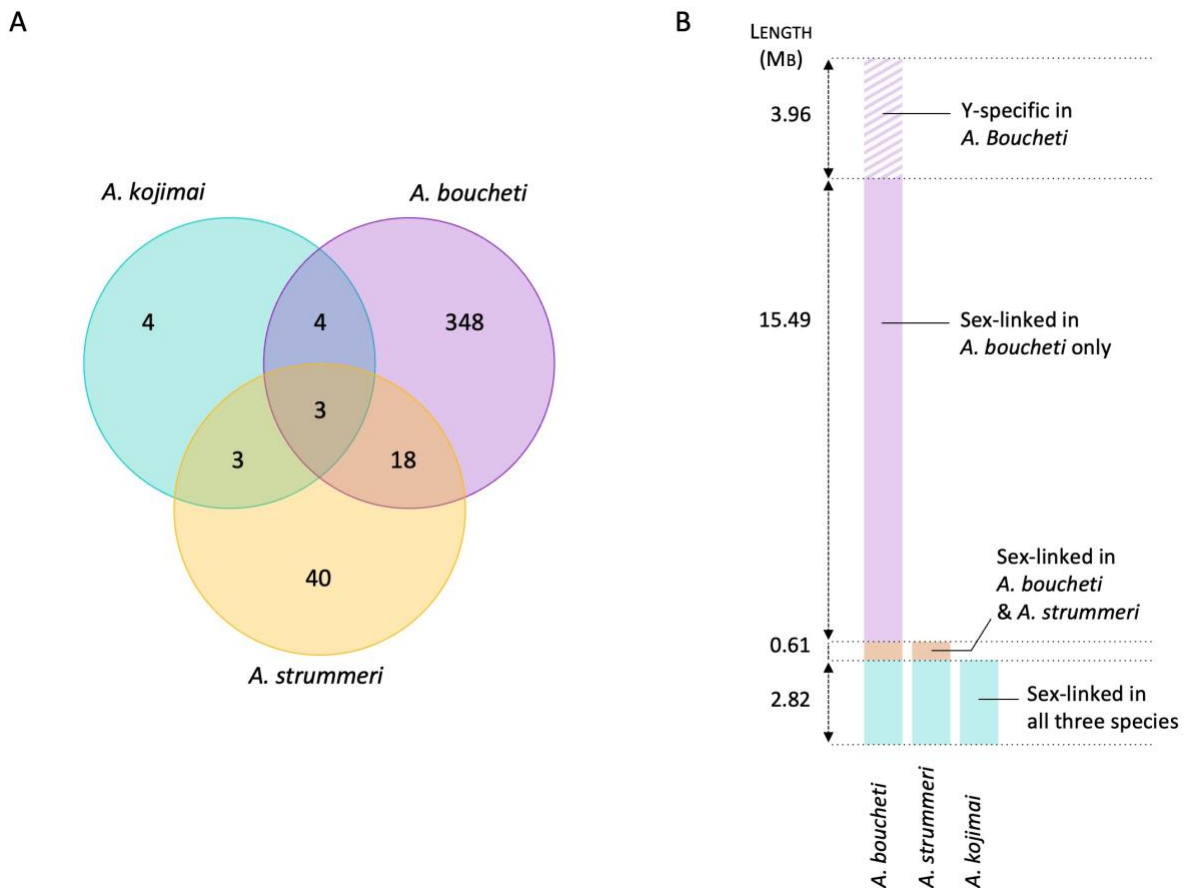 A
A. kojimai
A. boucheti
4
4
348
3
3
18
40
A. strummeri
B
LENGTH
(MB)
3.96
Y-specific in
A. Boucheti
15.49
Sex-linked in
A. boucheti only
Sex-linked in
A. boucheti
& A. strummeri
0.61
2.82
Sex-linked in
all three species
A. boucheti
A. strummeri
A. kojimai